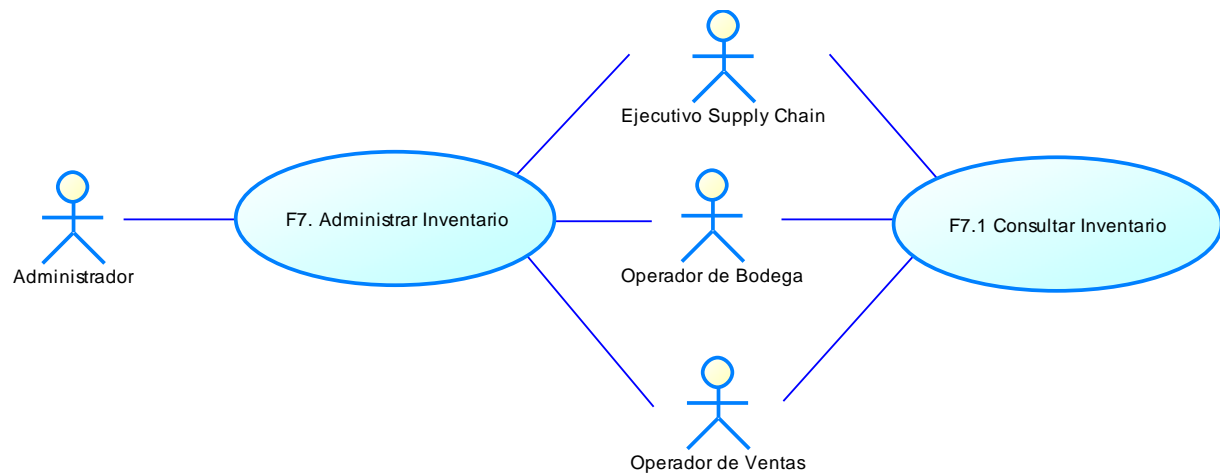 Ejecutivo Supply Chain
F7. Administrar Inventario
F7.1 Consultar Inventario
Administrador
Operador de Bodega
Operador de Ventas